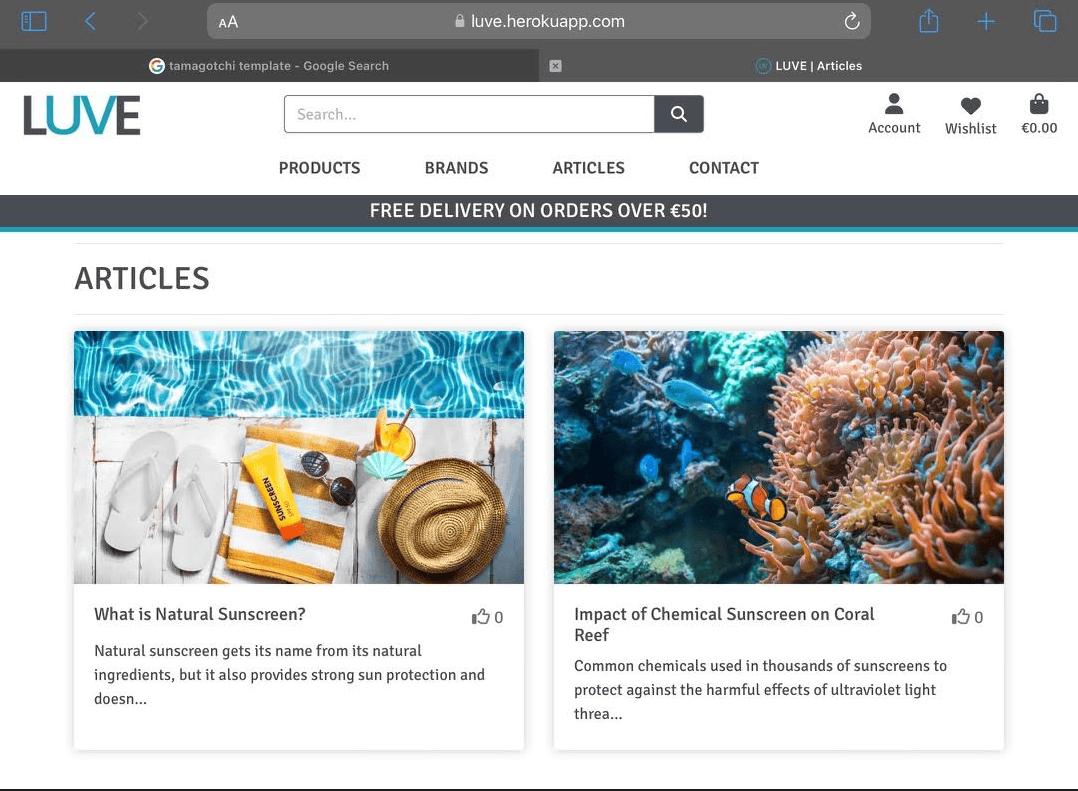 AA
luve.herokuapp.com
tamagotchi template - Google Search
LUVE | Articles
LUVE
Search...
Account
Wishlist
€0.00
PRODUCTS
BRANDS
ARTICLES
CONTACT
FREE DELIVERY ON ORDERS OVER €50!
ARTICLES
SUNSCREEN
What is Natural Sunscreen?
0
Natural sunscreen gets its name from its natural
ingredients, but it also provides strong sun protection and
doesn...
Impact of Chemical Sunscreen on Coral
Reef
0
Common chemicals used in thousands of sunscreens to
protect against the harmful effects of ultraviolet light
threa...